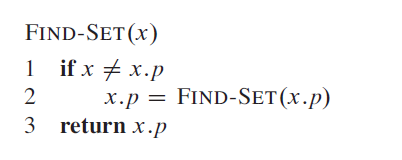 FIND-SET(x)
1 if x ≠ x.p
2 x.p = FIND-SET(x.p)
3 return x.p